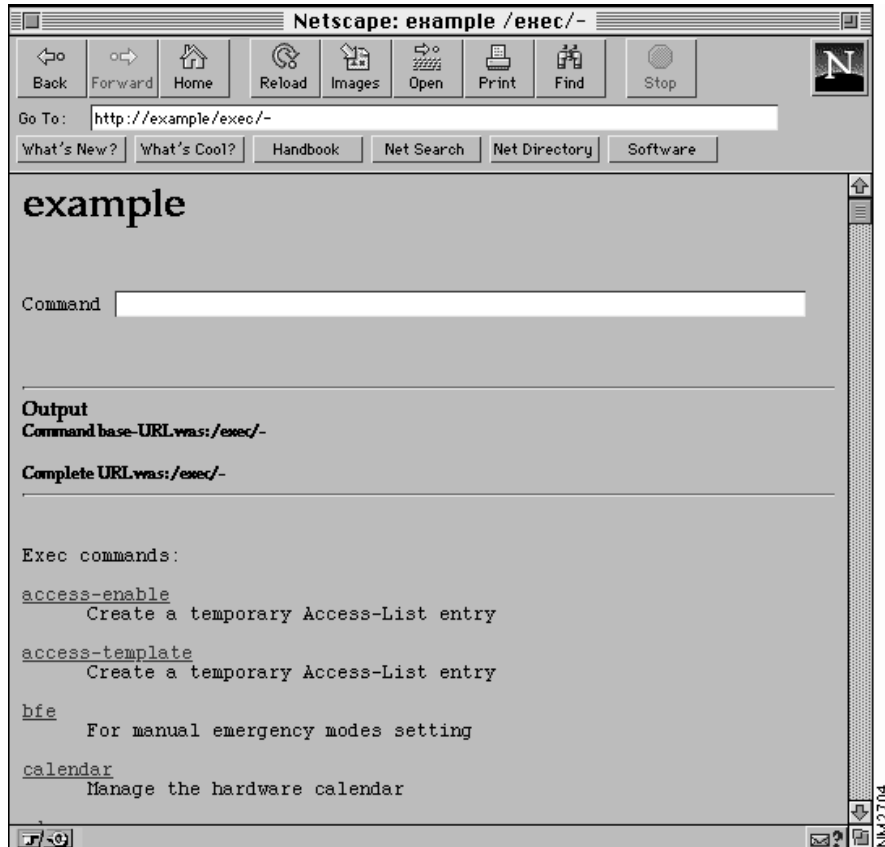 Netscape: example /exec/-
Back Forward Home Reload Images Open Print Find Stop
N
Go To: http://example/exec/-
What's New? What's Cool? Handbook Net Search Net Directory Software
example
Command
Output
Command base-URL was: /exec/-
Complete URL was: /exec/-
Exec commands:
access-enable
Create a temporary Access-List entry
access-template
Create a temporary Access-List entry
bfe
For manual emergency modes setting
calendar
Manage the hardware calendar
?
NM2704